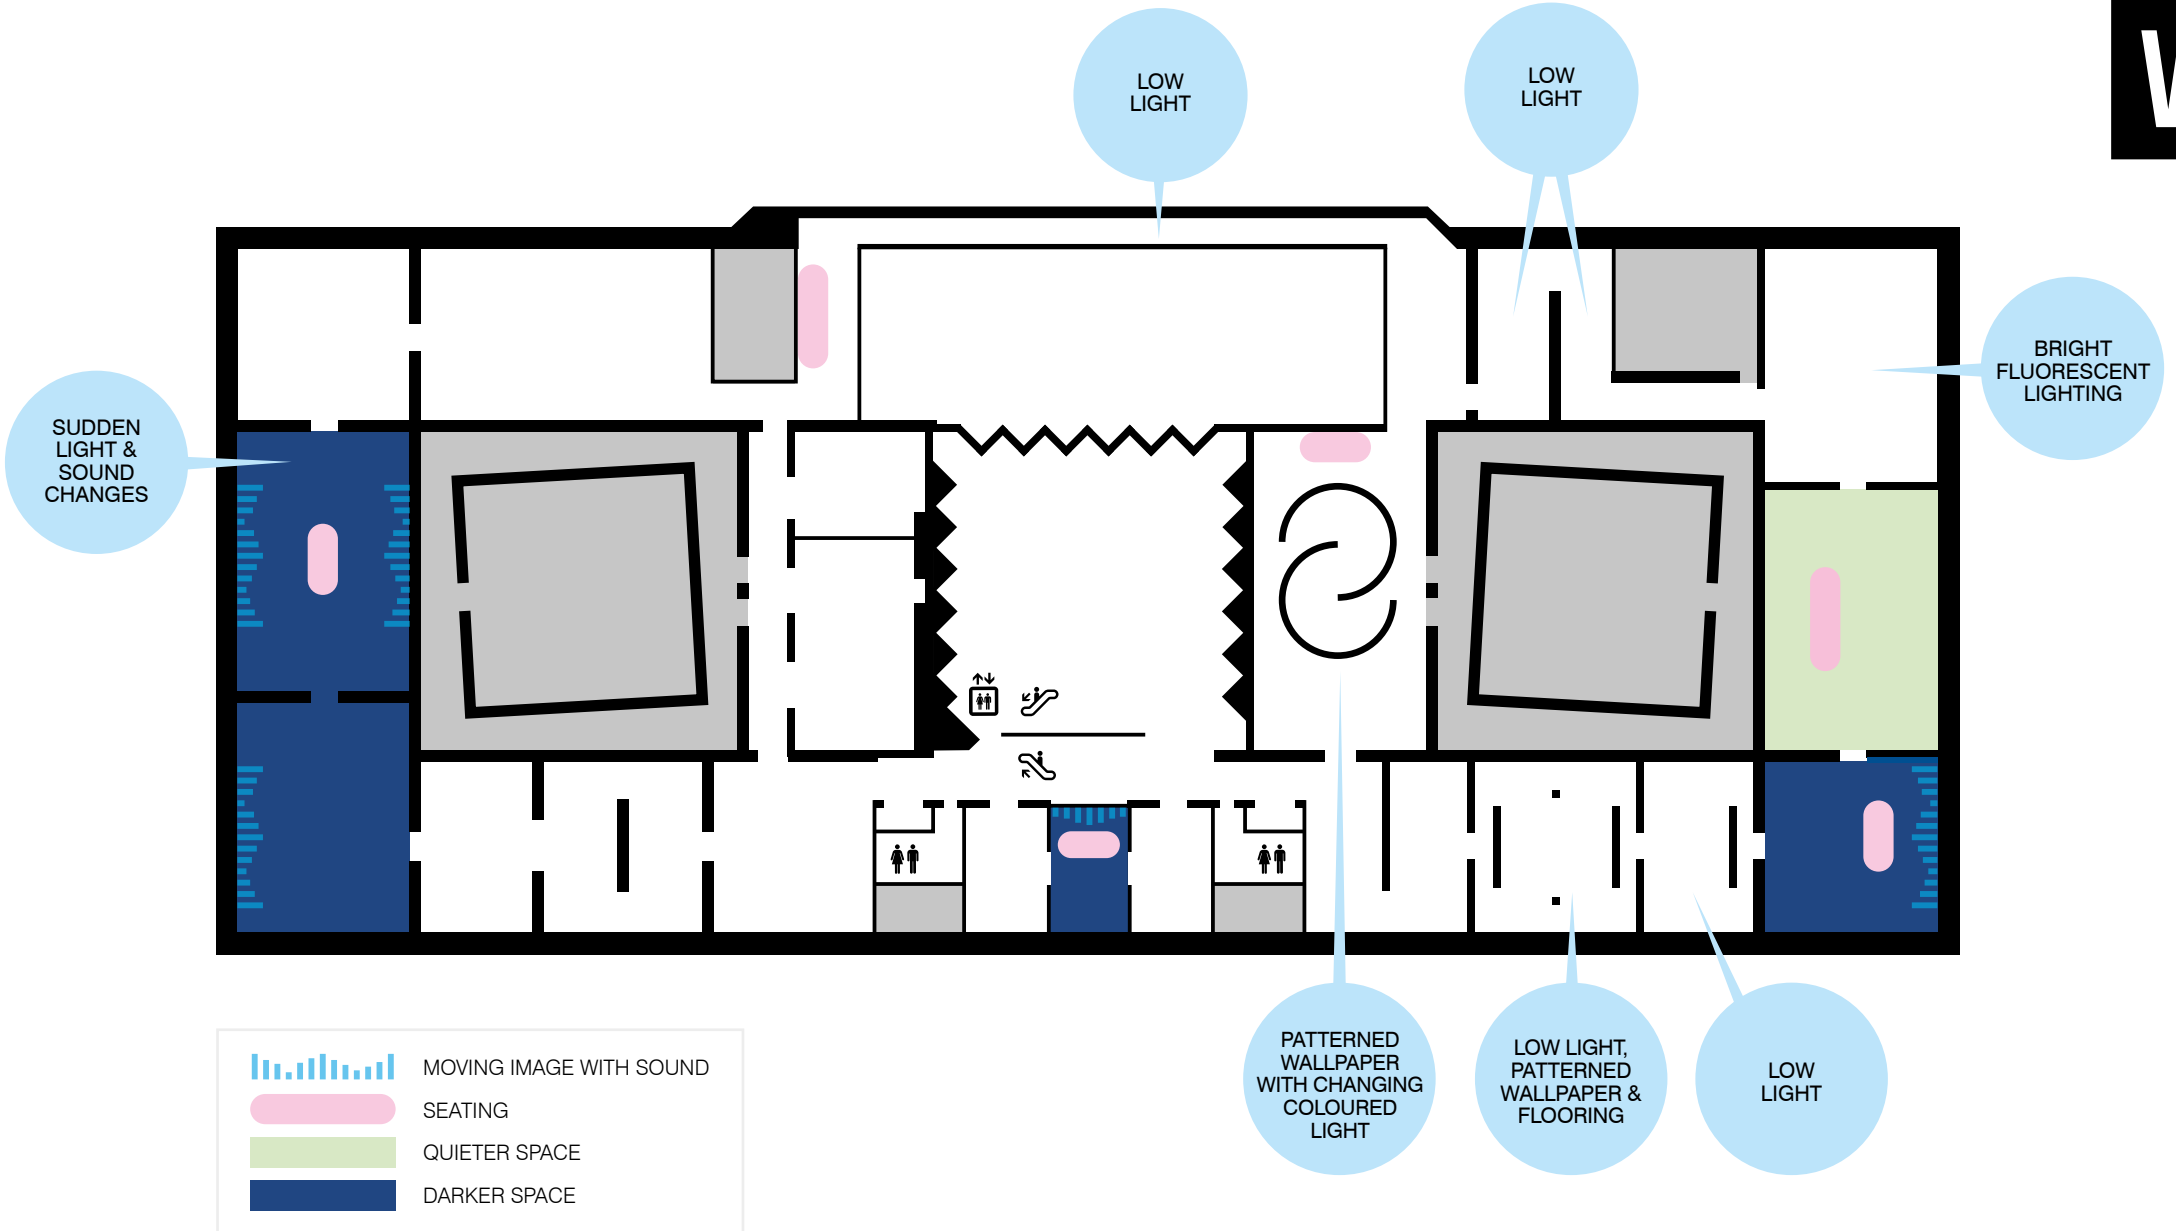 LOW
LIGHT
LOW
LIGHT
BRIGHT
FLUORESCENT
LIGHTING
SUDDEN
LIGHT &
SOUND
CHANGES
PATTERNED
WALLPAPER
WITH CHANGING
COLOURED
LIGHT
LOW LIGHT,
PATTERNED
WALLPAPER &
FLOORING
LOW
LIGHT
MOVING IMAGE WITH SOUND
SEATING
QUIETER SPACE
DARKER SPACE